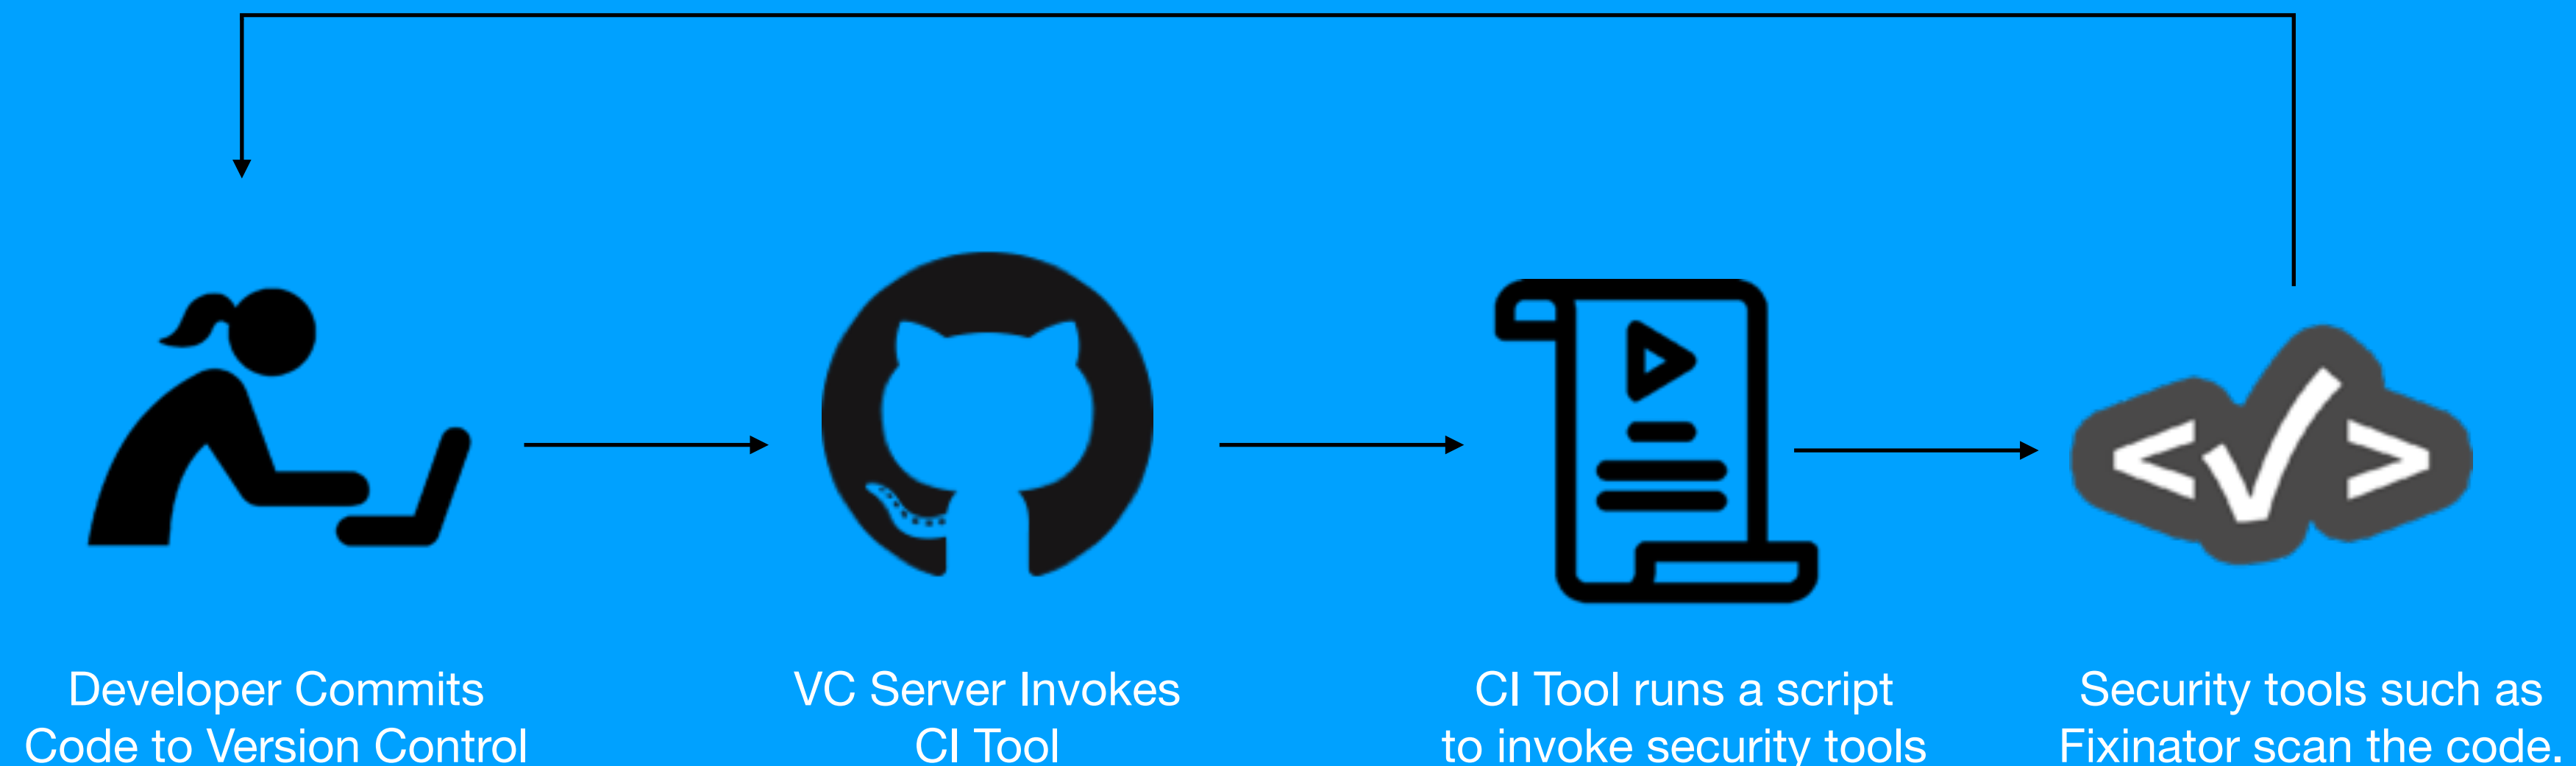 Developer Commits
Code to Version Control
VC Server Invokes
CI Tool
CI Tool runs a script
to invoke security tools
Security tools such as
Fixinator scan the code.